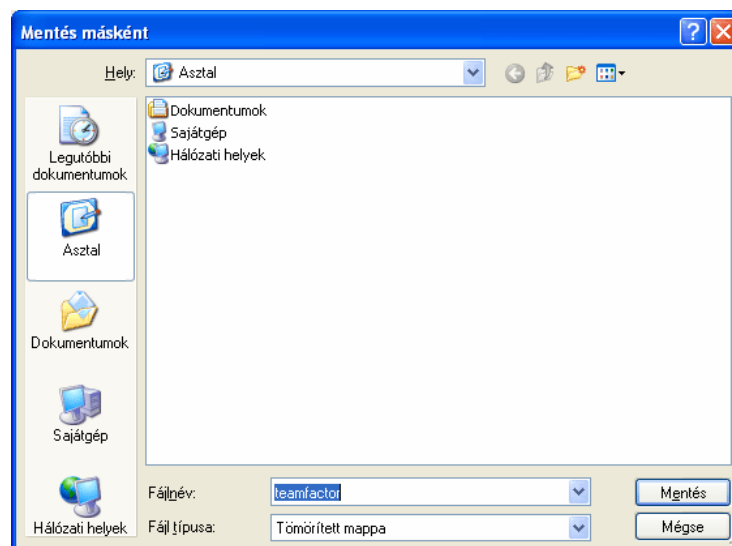 Mentés másként
Hely:
Asztal
Dokumentumok
Sajátgép
Hálózati helyek
Legutóbbi
dokumentumok
Asztal
Dokumentumok
Sajátgép
Hálózati helyek
Fájlnév:
teamfactor
Mentés
Fájl típusa:
Tömörített mappa
Mégse